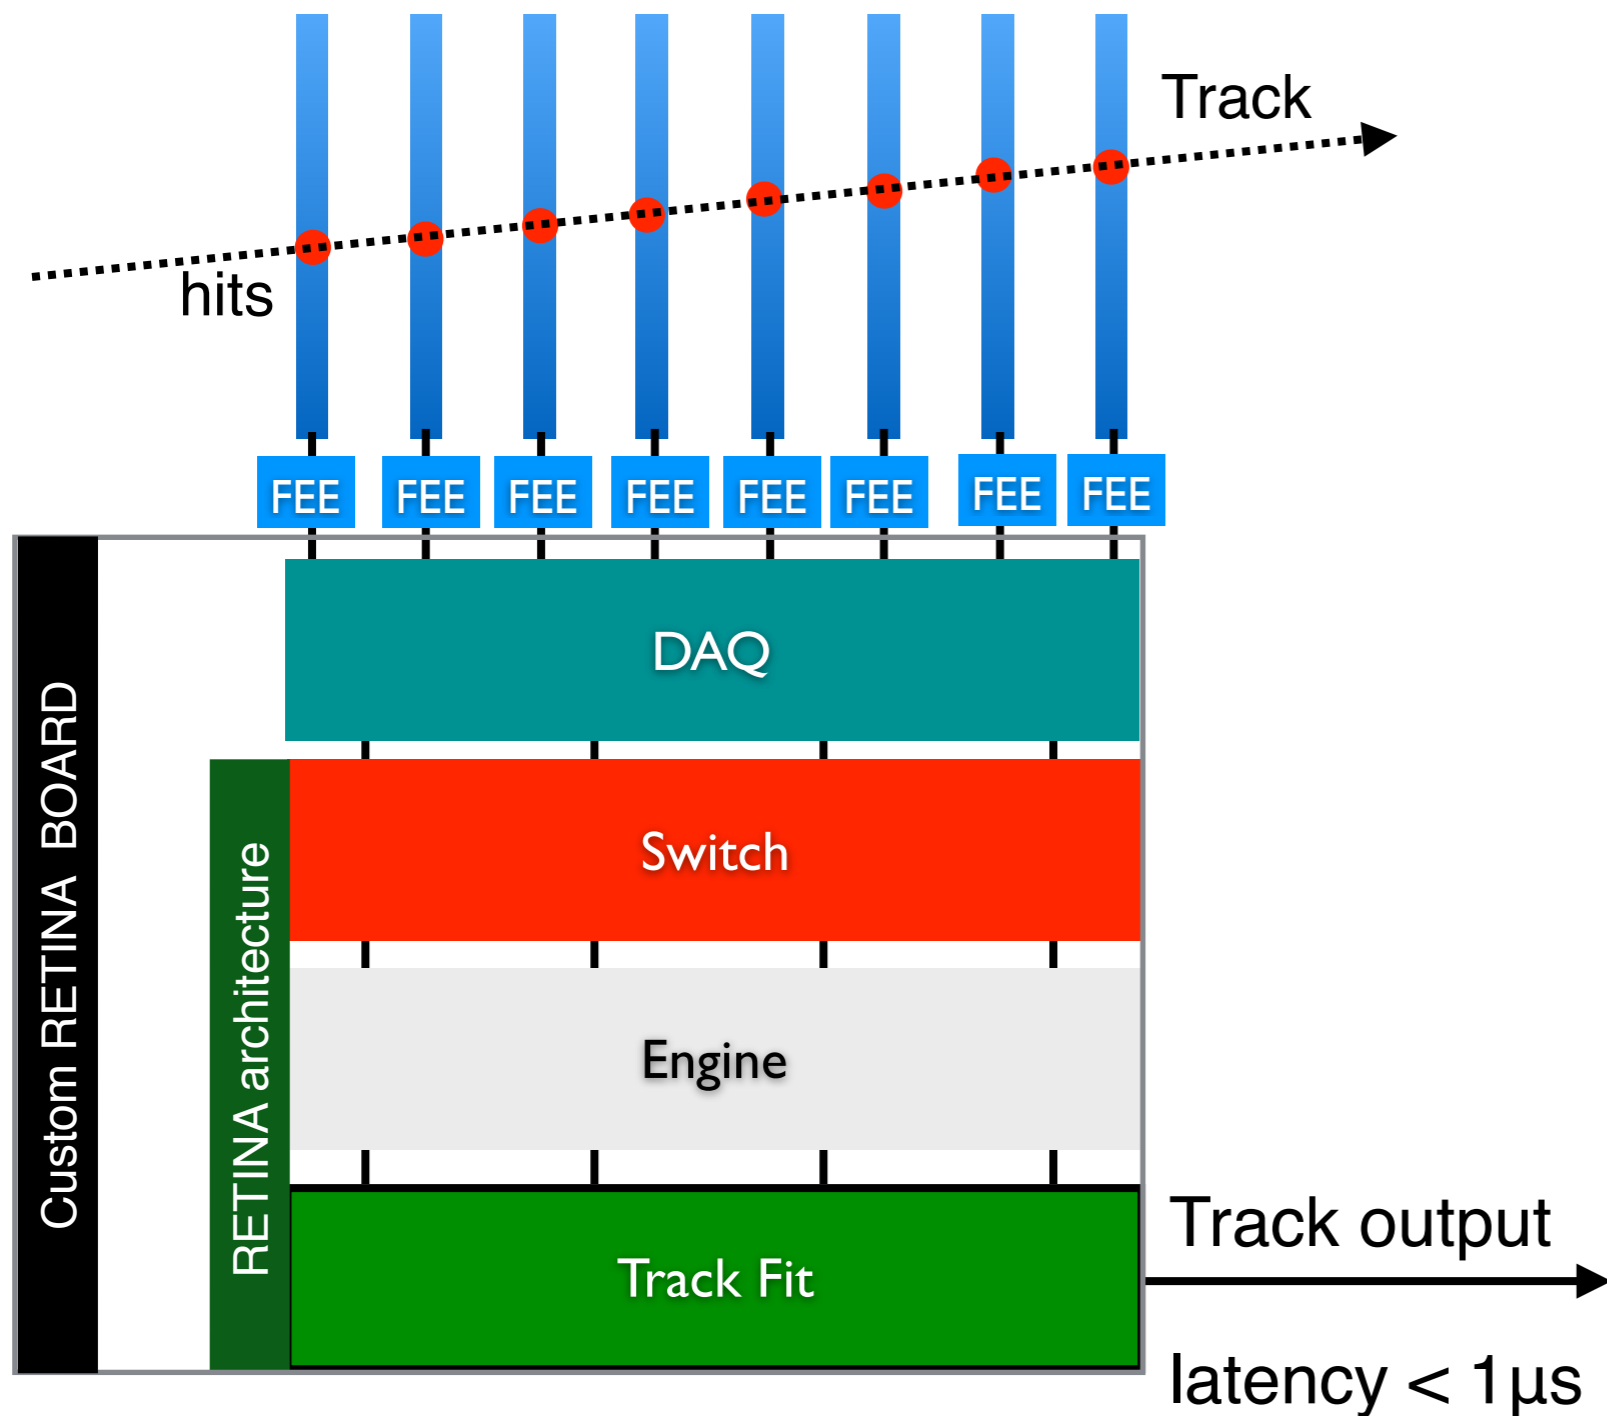 Track
hits
FEE
FEE
FEE
FEE
FEE
FEE
FEE
FEE
Custom RETINA BOARD
DAQ
RETINA architecture
Switch
Engine
Track Fit
Track output
latency < 1µs